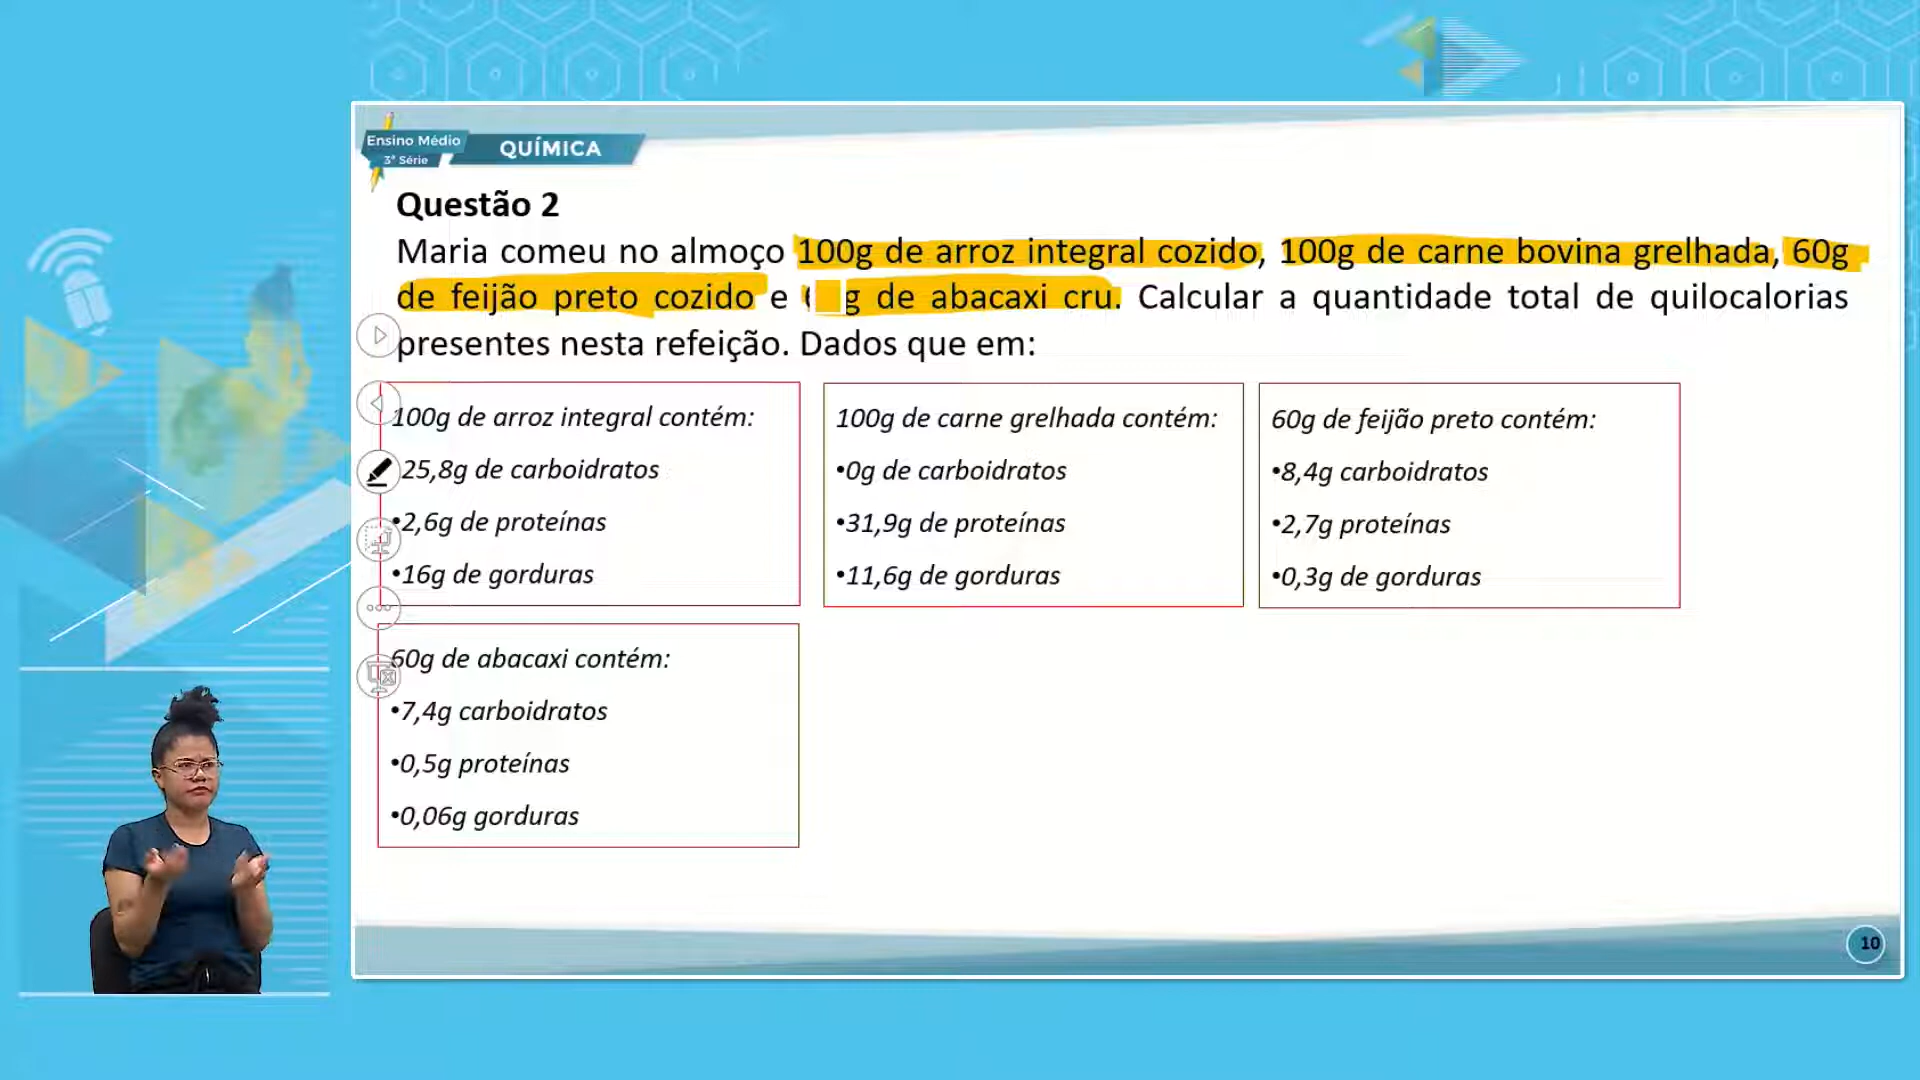 Ensino Médio
3ª Série
QUÍMICA
Questão 2
Maria comeu no almoço 100g de arroz integral cozido, 100g de carne bovina grelhada, 60g
de feijão preto cozido e g de abacaxi cru. Calcular a quantidade total de quilocalorias
presentes nesta refeição. Dados que em:
100g de arroz integral contém:
25,8g de carboidratos
•2,6g de proteínas
•16g de gorduras
100g de carne grelhada contém:
•0g de carboidratos
•31,9g de proteínas
•11,6g de gorduras
60g de feijão preto contém:
•8,4g carboidratos
•2,7g proteínas
•0,3g de gorduras
60g de abacaxi contém:
•7,4g carboidratos
•0,5g proteínas
•0,06g gorduras
10